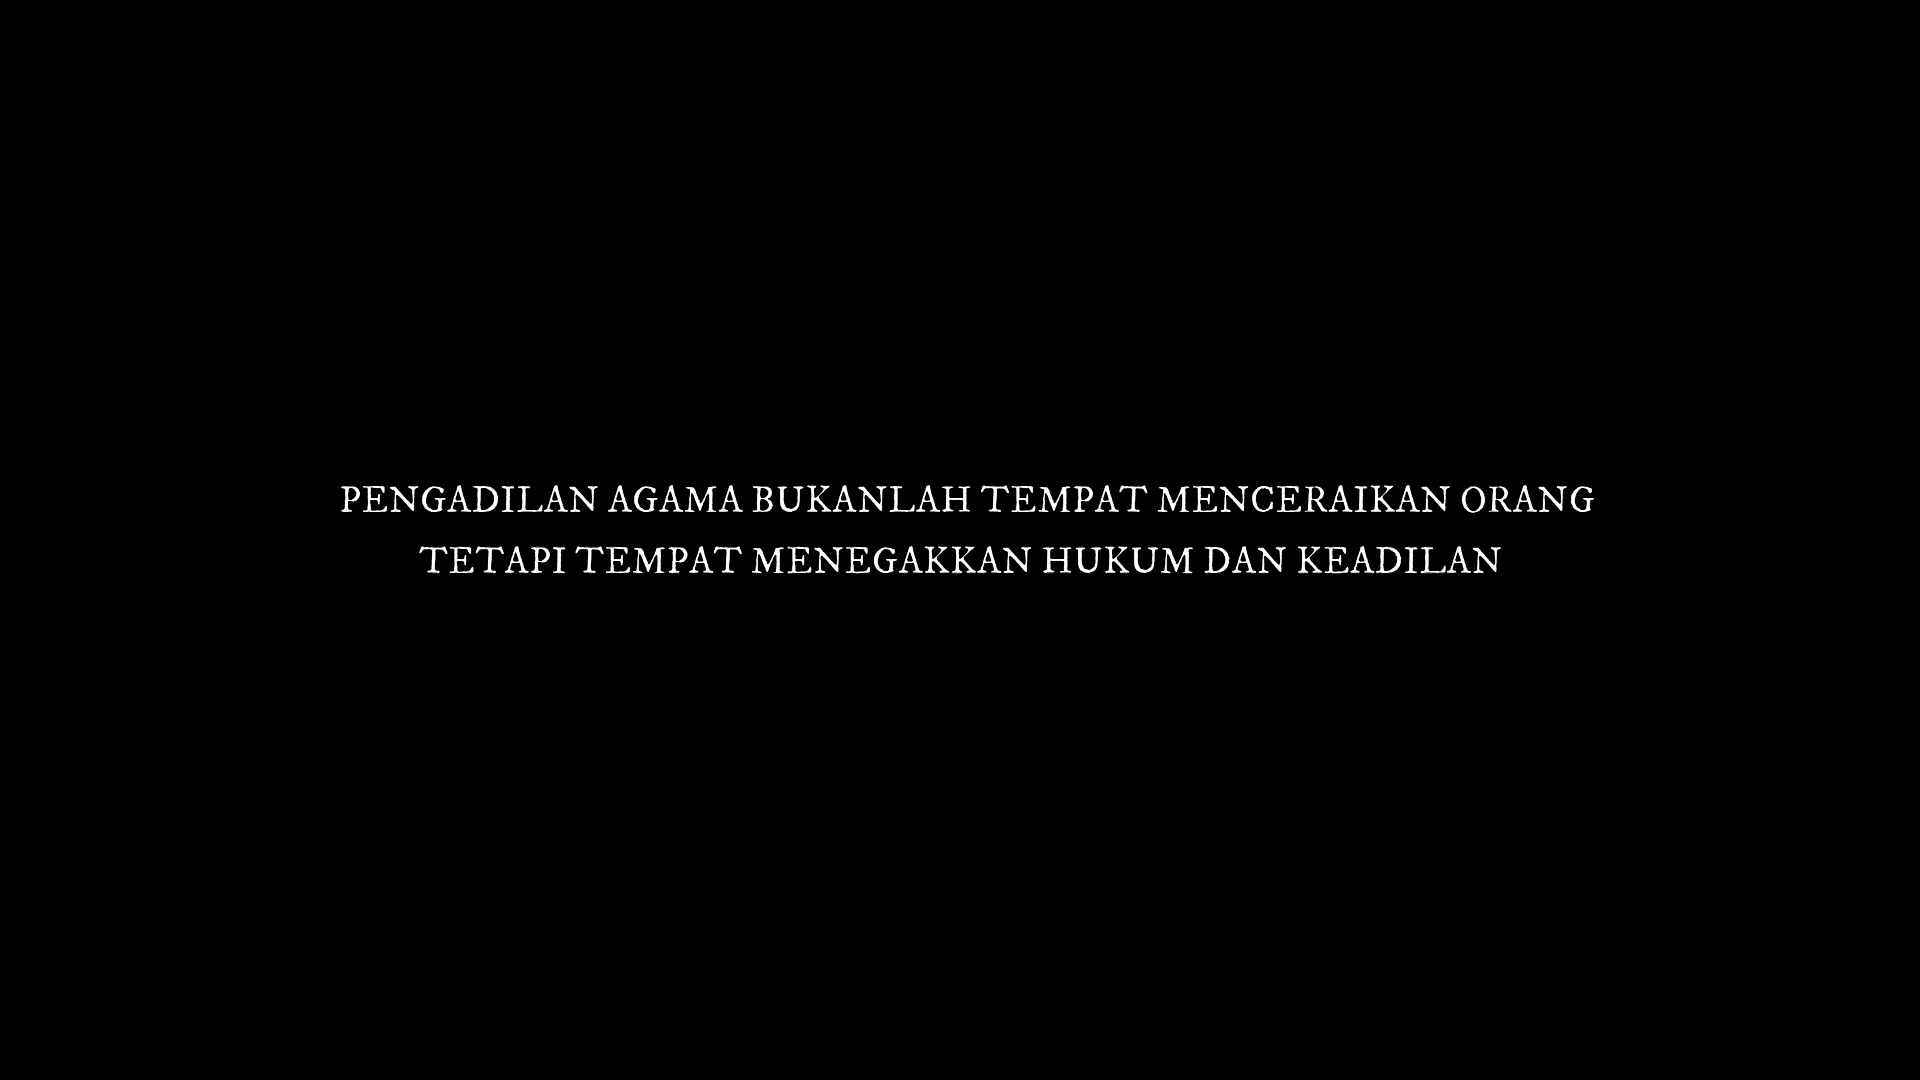 PENGADILAN AGAMA BUKANLAH TEMPAT MENCERAIKAN ORANG
TETAPI TEMPAT MENEGAKKAN HUKUM DAN KEADILAN